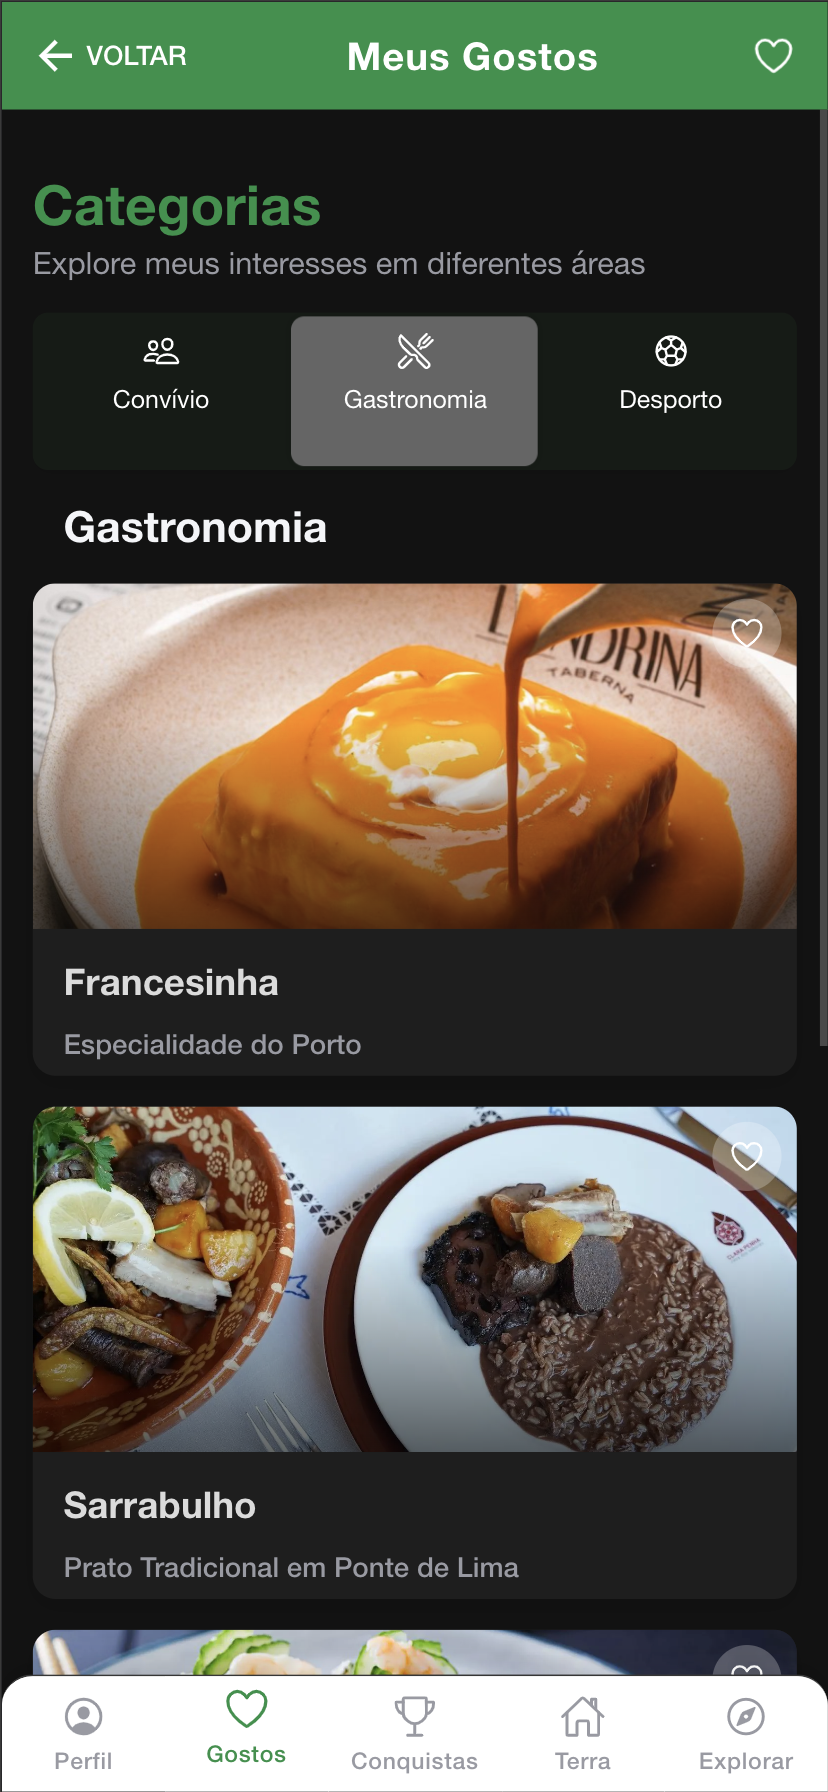 VOLTAR
Meus Gostos
Categorias
Explore meus interesses em diferentes áreas
Convívio
Gastronomia
Desporto
Gastronomia
TABERNA
Francesinha
Especialidade do Porto
Sarrabulho
Prato Tradicional em Ponte de Lima
Perfil
Gostos
Conquistas
Terra
Explorar